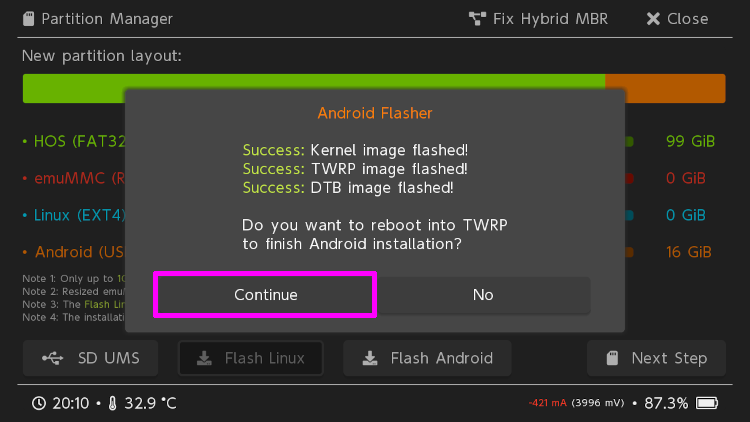 Partition Manager
Fix Hybrid MBR
Close
New partition layout:
Android Flasher
Success: Kernel image flashed!
Success: TWRP image flashed!
Success: DTB image flashed!
Do you want to reboot into TWRP
to finish Android installation?
Continue
No
• HOS (FAT32
99 GiB
• emuMMC (R
0 GiB
• Linux (EXT4)
0 GiB
• Android (US
16 GiB
Note 1: Only up to
Note 2: Resized emu
Note 3: The Flash Lin
Note 4: The installati
SD UMS
Flash Linux
Flash Android
Next Step
20:10 • 32.9 °C
-421 mA (3996 mV) • 87.3%